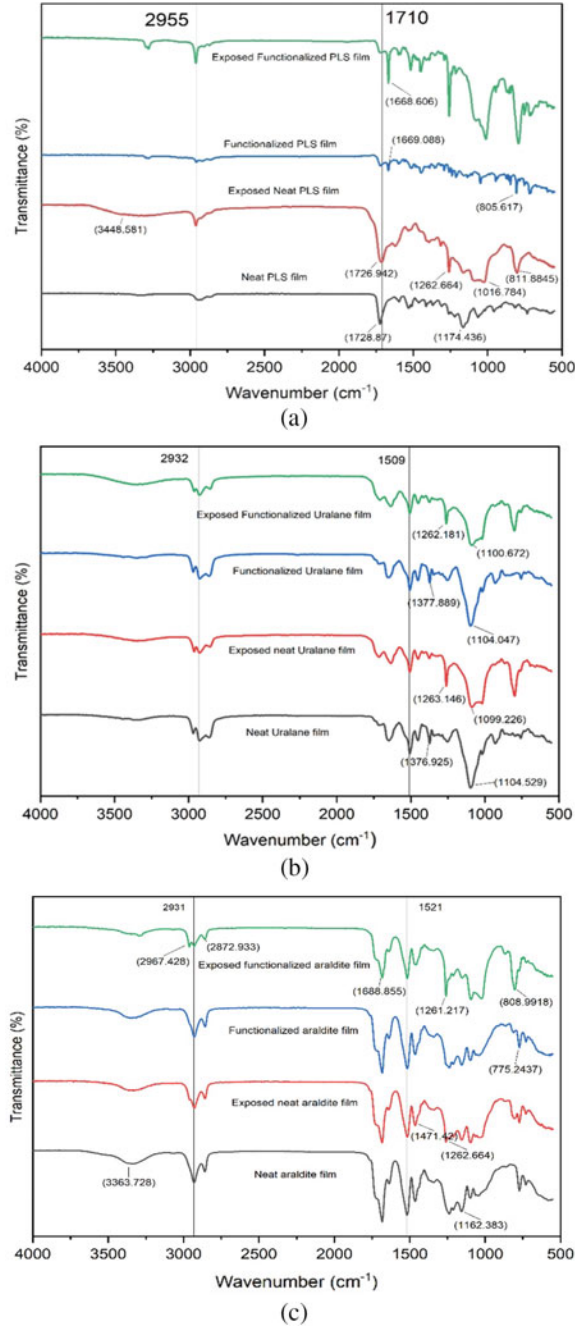 2955
1710
Exposed Functionalized PLS film
(1668.606)
Functionalized PLS film
(1669.088)
Exposed Neat PLS film
(805.617)
(3448.581)
(1726.942)
(1262.664)
(1016.784)
(811.8845)
Neat PLS film
(1728.87)
(1174.436)
Transmittance (%)
4000 3500 3000 2500 2000 1500 1000 500
Wavenumber (cm-1)
(a)
2932
1509
Exposed Functionalized Uralane film
(1262.181)
(1100.672)
Functionalized Uralane film
(1377.889)
(1104.047)
Exposed neat Uralane film
(1263.146)
(1099.226)
Neat Uralane film
(1376.925)
(1104.529)
Transmittance (%)
4000 3500 3000 2500 2000 1500 1000 500
Wavenumber (cm-1)
(b)
2931
1521
(2967.428)
(2872.933)
Exposed functionalized araldite film
(1688.855)
(1261.217)
(808.9918)
Functionalized araldite film
(775.2437)
Exposed neat araldite film
(1471.42)
(1262.664)
Neat araldite film
(3363.728)
(1162.383)
Transmittance (%)
4000 3500 3000 2500 2000 1500 1000 500
Wavenumber (cm-1)
(c)